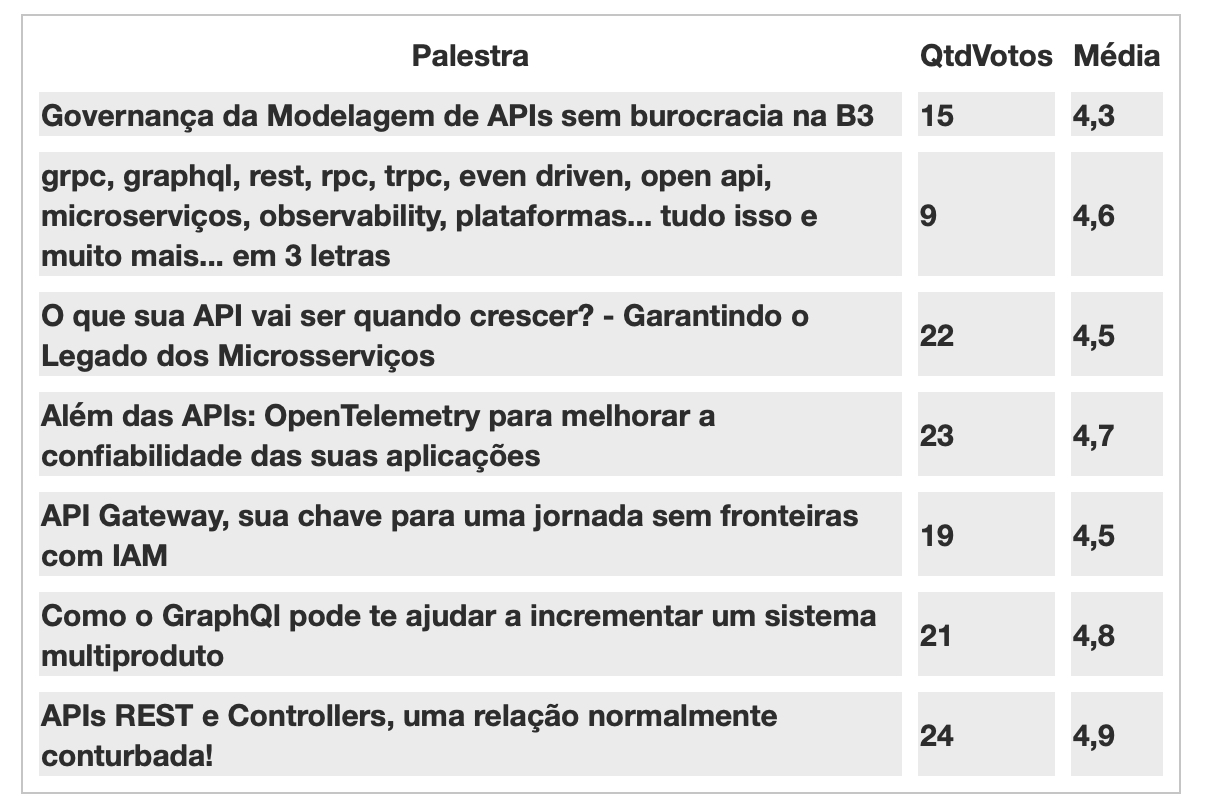 Palestra QtdVotos Média
Governança da Modelagem de APIs sem burocracia na B3 15 4,3
grpc, graphql, rest, rpc, trpc, even driven, open api,
microserviços, observability, plataformas... tudo isso e 9 4,6
muito mais... em 3 letras
O que sua API vai ser quando crescer? - Garantindo o
Legado dos Microsserviços 22 4,5
Além das APIs: OpenTelemetry para melhorar a
confiabilidade das suas aplicações 23 4,7
API Gateway, sua chave para uma jornada sem fronteiras
com IAM 19 4,5
Como o GraphQl pode te ajudar a incrementar um sistema
multiproduto 21 4,8
APIs REST e Controllers, uma relação normalmente
conturbada! 24 4,9